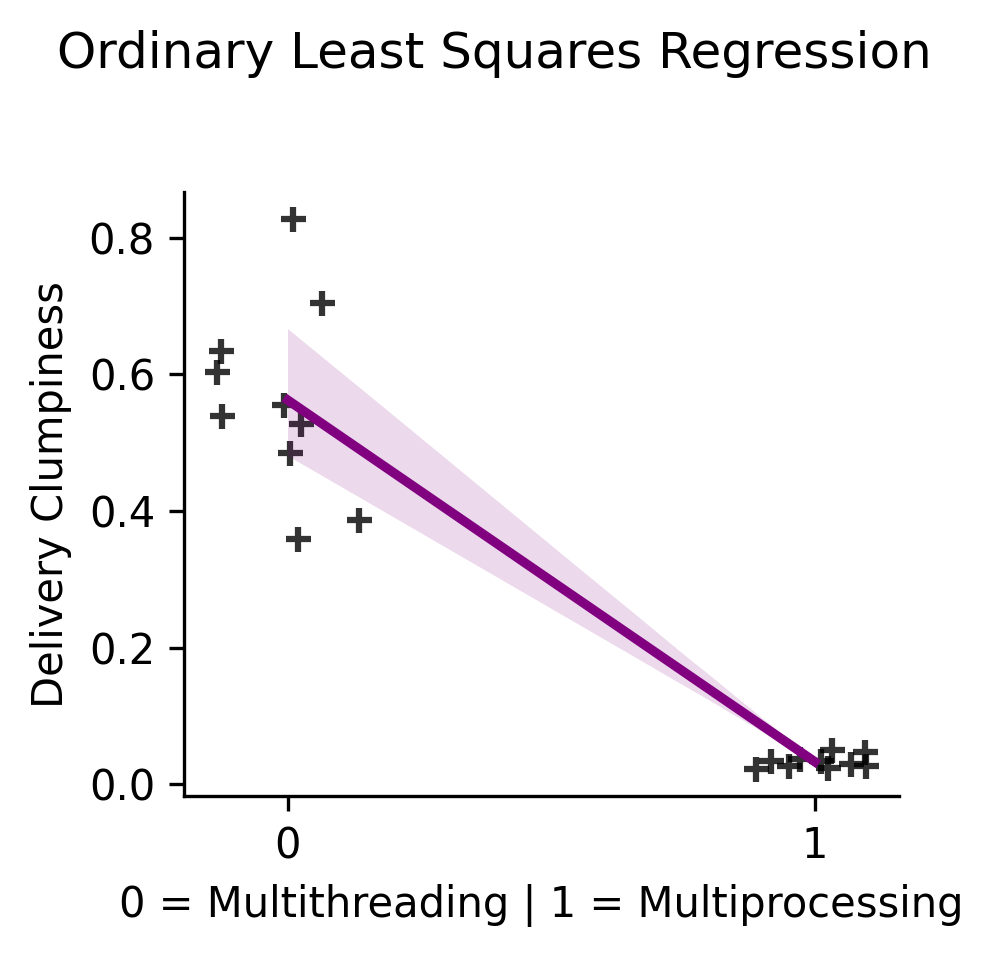 Ordinary Least Squares Regression
Delivery Clumpiness
0.8
0.6
0.4
0.2
0.0
0 1
0 = Multithreading | 1 = Multiprocessing